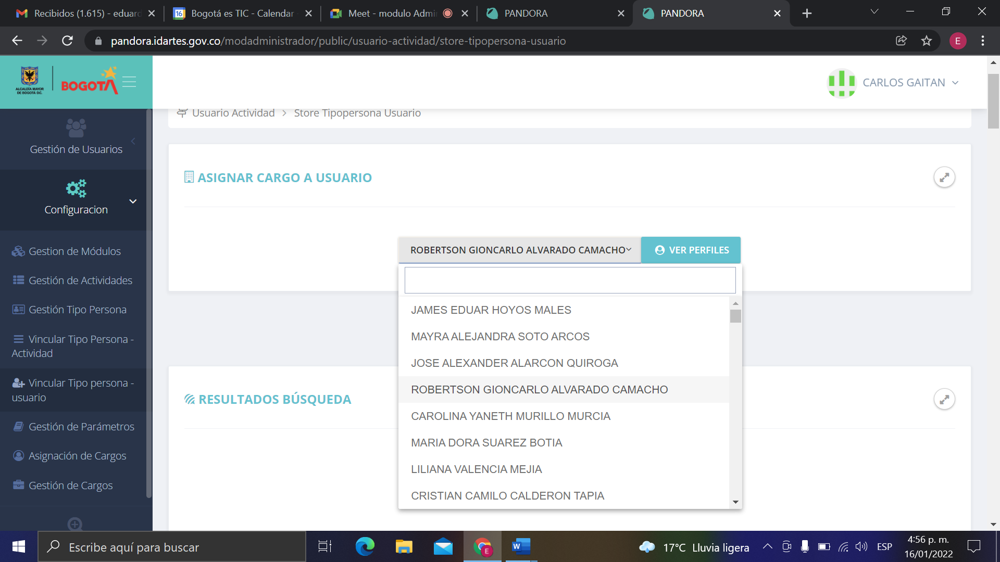 Recibidos (1.615) - eduard
Bogotá es TIC - Calendar -
Meet - modulo Admi
PANDORA
PANDORA
pandora.idartes.gov.co/modadministrador/public/usuario-actividad/store-tipopersona-usuario
E
ALCALDÍA MAYOR
DE BOGOTÁ D.C.
BOGOTÁ
CARLOS GAITAN
Usuario Actividad > Store Tipopersona Usuario
Gestión de Usuarios
Configuracion
Gestion de Módulos
Gestión de Actividades
Gestión Tipo Persona
Vincular Tipo Persona -
Actividad
Vincular Tipo persona -
usuario
Gestión de Parámetros
Asignación de Cargos
Gestión de Cargos
ASIGNAR CARGO A USUARIO
ROBERTSON GIONCARLO ALVARADO CAMACHO
VER PERFILES
JAMES EDUAR HOYOS MALES
MAYRA ALEJANDRA SOTO ARCOS
JOSE ALEXANDER ALARCON QUIROGA
ROBERTSON GIONCARLO ALVARADO CAMACHO
CAROLINA YANETH MURILLO MURCIA
MARIA DORA SUAREZ BOTIA
LILIANA VALENCIA MEJIA
CRISTIAN CAMILO CALDERON TAPIA
RESULTADOS BÚSQUEDA
Escribe aquí para buscar
17°C Lluvia ligera
ESP
4:56 p. m.
16/01/2022